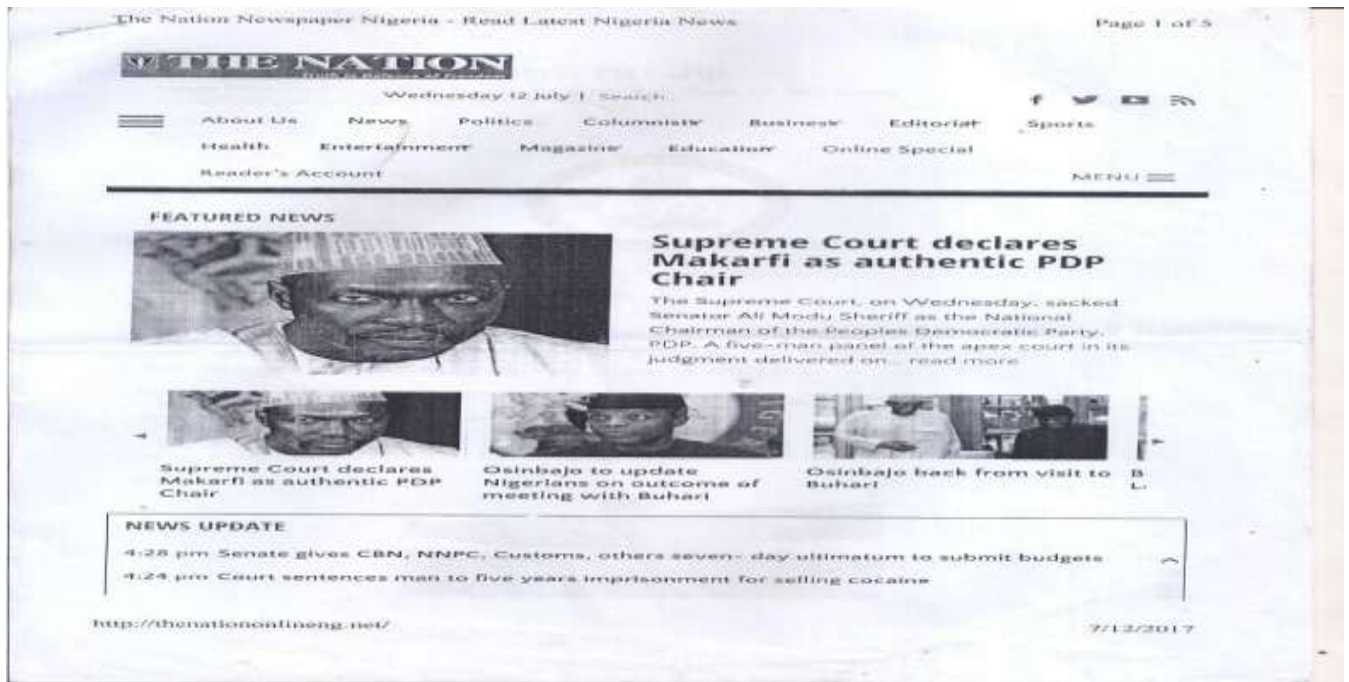 The Nation Newspaper Nigeria - Read Latest Nigeria News
Page 1 of 5
THE NATION
Wednesday 12 July | Search..
About Us News Politics Columnists Business Editorial Sports
Health Entertainment Magazine Education Online Special
Reader's Account
MENU
FEATURED NEWS
Supreme Court declares
Makarfi as authentic PDP
Chair
The Supreme Court, on Wednesday, sacked
Senator Ali Modu Sheriff as the National
Chairman of the Peoples Democratic Party,
PDP. A five-man panel of the apex court in its
judgment delivered on... read more
Supreme Court declares
Makarfi as authentic PDP
Chair
Osinbajo to update
Nigerians on outcome of
meeting with Buhari
Osinbajo back from visit to
Buhari
B
L.
NEWS UPDATE
4:28 pm Senate gives CBN, NNPC, Customs, others seven- day ultimatum to submit budgets
4:24 pm Court sentences man to five years imprisonment for selling cocaine
http://thenationonlineng.net/
7/12/2017